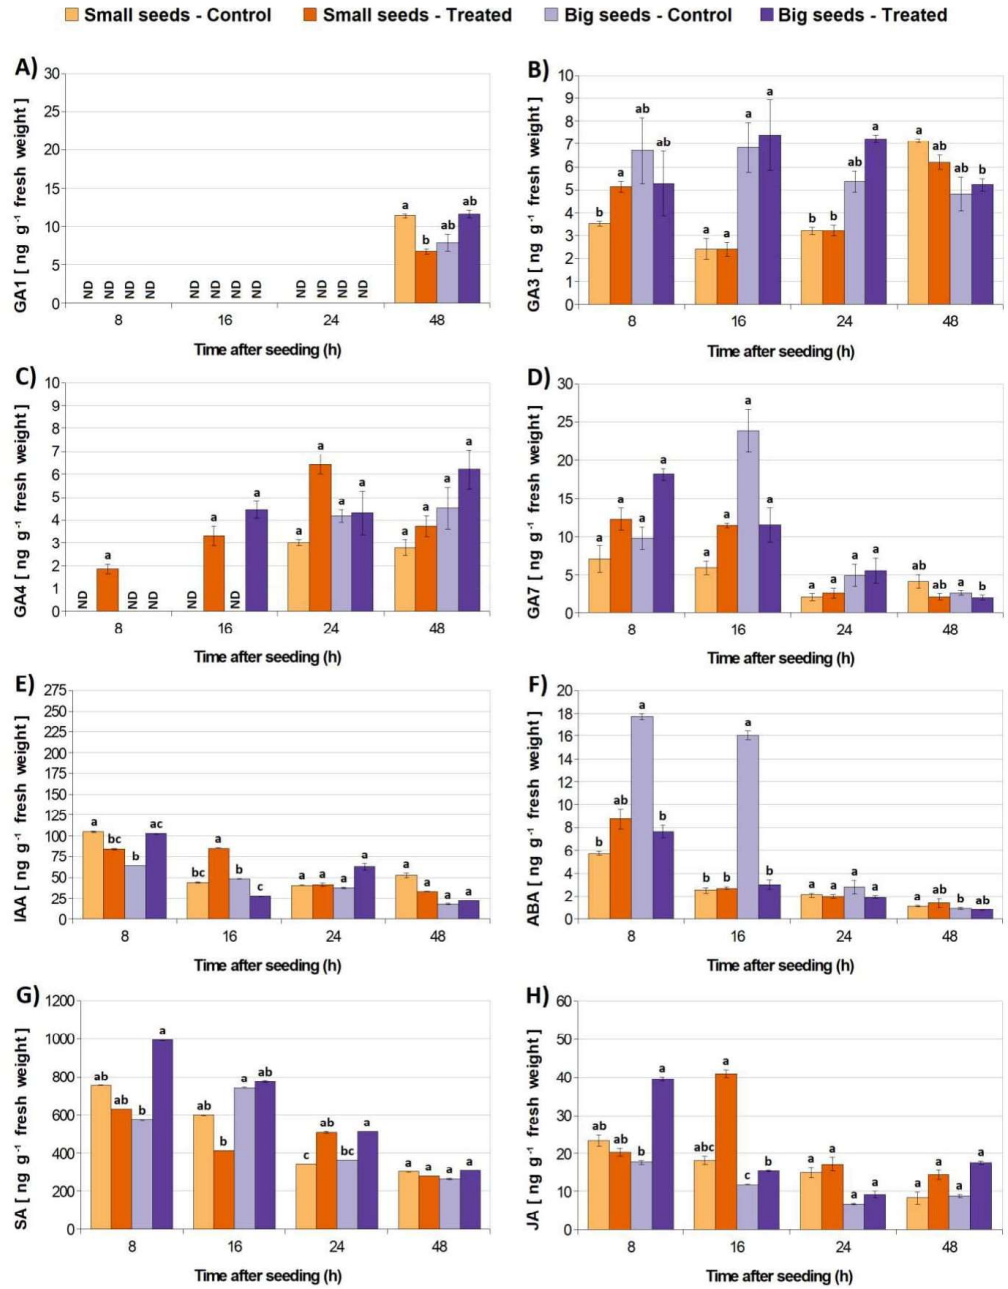 Small seeds - Control Small seeds - Treated Big seeds - Control Big seeds - Treated
A)
GA1 [ ng g⁻¹ fresh weight ]
30
25
20
15
10
5
0
ND ND ND ND
ND ND ND ND
ND ND ND ND
a b ab ab
8 16 24 48
Time after seeding (h)
B)
GA3 [ ng g⁻¹ fresh weight ]
10
9
8
7
6
5
4
3
2
1
0
b a ab ab
a a a a
b b ab a
a ab ab b
8 16 24 48
Time after seeding (h)
C)
GA4 [ ng g⁻¹ fresh weight ]
10
9
8
7
6
5
4
3
2
1
0
ND a ND ND
ND a ND a
a a a a
a a a a
8 16 24 48
Time after seeding (h)
D)
GA7 [ ng g⁻¹ fresh weight ]
30
25
20
15
10
5
0
a a a a
a a a a
a a a a
ab ab a b
8 16 24 48
Time after seeding (h)
E)
IAA [ ng g⁻¹ fresh weight ]
275
250
225
200
175
150
125
100
75
50
25
0
a bc b ac
bc a b c
a a a a
a a a a
8 16 24 48
Time after seeding (h)
F)
ABA [ ng g⁻¹ fresh weight ]
20
18
16
14
12
10
8
6
4
2
0
b ab a b
b b a b
a a a a
a ab b ab
8 16 24 48
Time after seeding (h)
G)
SA [ ng g⁻¹ fresh weight ]
1200
1000
800
600
400
200
0
ab ab b a
ab b a ab
c ab bc a
a a a a
8 16 24 48
Time after seeding (h)
H)
JA [ ng g⁻¹ fresh weight ]
60
50
40
30
20
10
0
ab ab b a
abc a c b
a a a a
a a a a
8 16 24 48
Time after seeding (h)